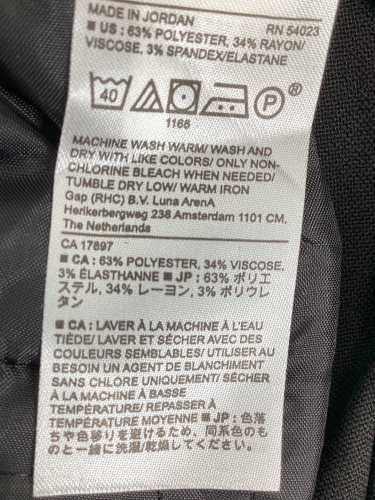 MADE IN JORDAN RN 54023
■ US : 63% POLYESTER, 34% RAYON/
VISCOSE, 3% SPANDEX/ELASTANE
40 P ®
1166
MACHINE WASH WARM/ WASH AND
DRY WITH LIKE COLORS/ ONLY NON-
CHLORINE BLEACH WHEN NEEDED/
TUMBLE DRY LOW/ WARM IRON
Gap (RHC) B.V. Luna ArenA
Herikerbergweg 238 Amsterdam 1101 CM.
The Netherlands
CA 17897
■ CA : 63% POLYESTER, 34% VISCOSE,
3% ÉLASTHANNE ■ JP : 63% ポリエ
ステル, 34% レーヨン, 3% ポリウレ
タン
■ CA : LAVER À LA MACHINE À L'EAU
TIÈDE/ LAVER ET SÉCHER AVEC DES
COULEURS SEMBLABLES/ UTILISER AU
BESOIN UN AGENT DE BLANCHIMENT
SANS CHLORE UNIQUEMENT/ SÉCHER
À LA MACHINE À BASSE
TEMPÉRATURE/ REPASSER À
TEMPÉRATURE MOYENNE ■ JP : 色落
ちや色移りを避けるため、同系色のも
のと一緒に洗濯/乾燥してください。